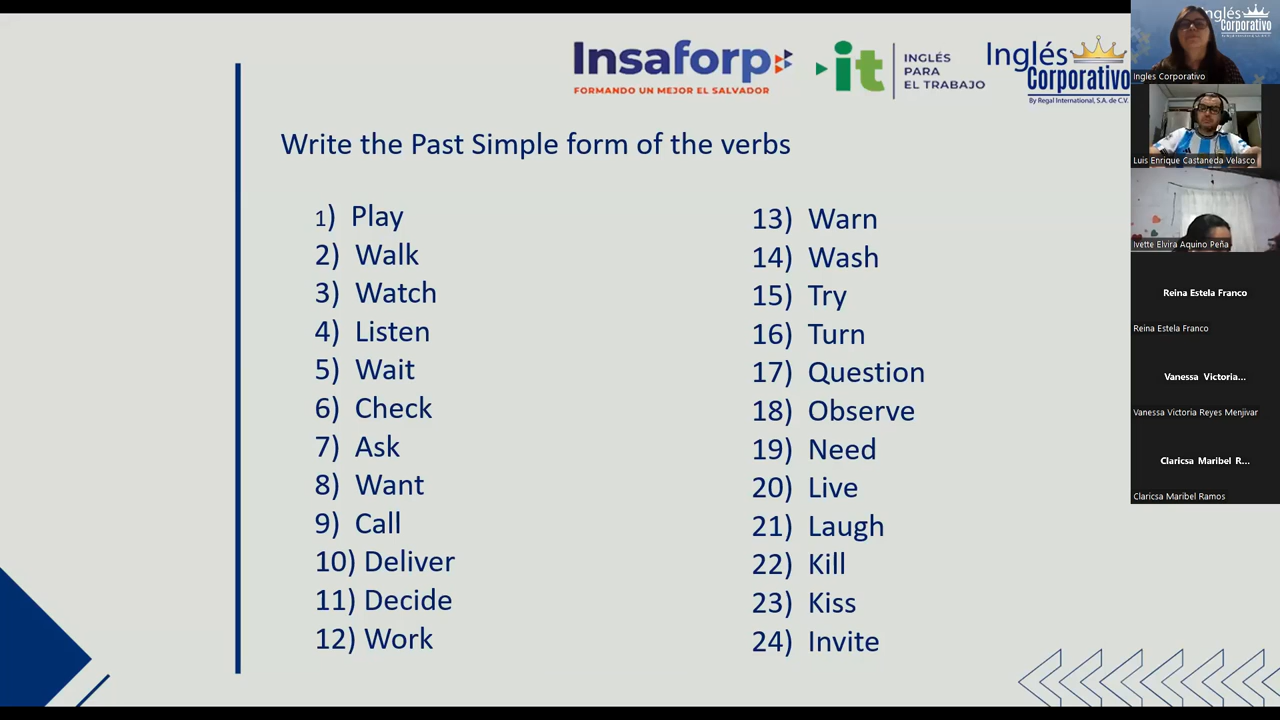 Insaforp
FORMANDO UN MEJOR EL SALVADOR
it
INGLÉS
PARA
EL TRABAJO
Inglés
Corporativo
By Regal International, S.A. de C.V.
Write the Past Simple form of the verbs
1) Play
2) Walk
3) Watch
4) Listen
5) Wait
6) Check
7) Ask
8) Want
9) Call
10) Deliver
11) Decide
12) Work
13) Warn
14) Wash
15) Try
16) Turn
17) Question
18) Observe
19) Need
20) Live
21) Laugh
22) Kill
23) Kiss
24) Invite
Inglés
Corporativo
Ingles Corporativo
Luis Enrique Castaneda Velasco
Ivette Elvira Aquino Peña
Reina Estela Franco
Reina Estela Franco
Vanessa Victoria...
Vanessa Victoria Reyes Menjivar
Claricsa Maribel R...
Claricsa Maribel Ramos